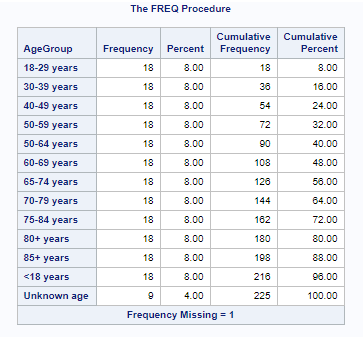 The FREQ Procedure
AgeGroup Frequency Percent Cumulative Frequency Cumulative Percent
18-29 years 18 8.00 18 8.00
30-39 years 18 8.00 36 16.00
40-49 years 18 8.00 54 24.00
50-59 years 18 8.00 72 32.00
50-64 years 18 8.00 90 40.00
60-69 years 18 8.00 108 48.00
65-74 years 18 8.00 126 56.00
70-79 years 18 8.00 144 64.00
75-84 years 18 8.00 162 72.00
80+ years 18 8.00 180 80.00
85+ years 18 8.00 198 88.00
<18 years 18 8.00 216 96.00
Unknown age 9 4.00 225 100.00
Frequency Missing = 1